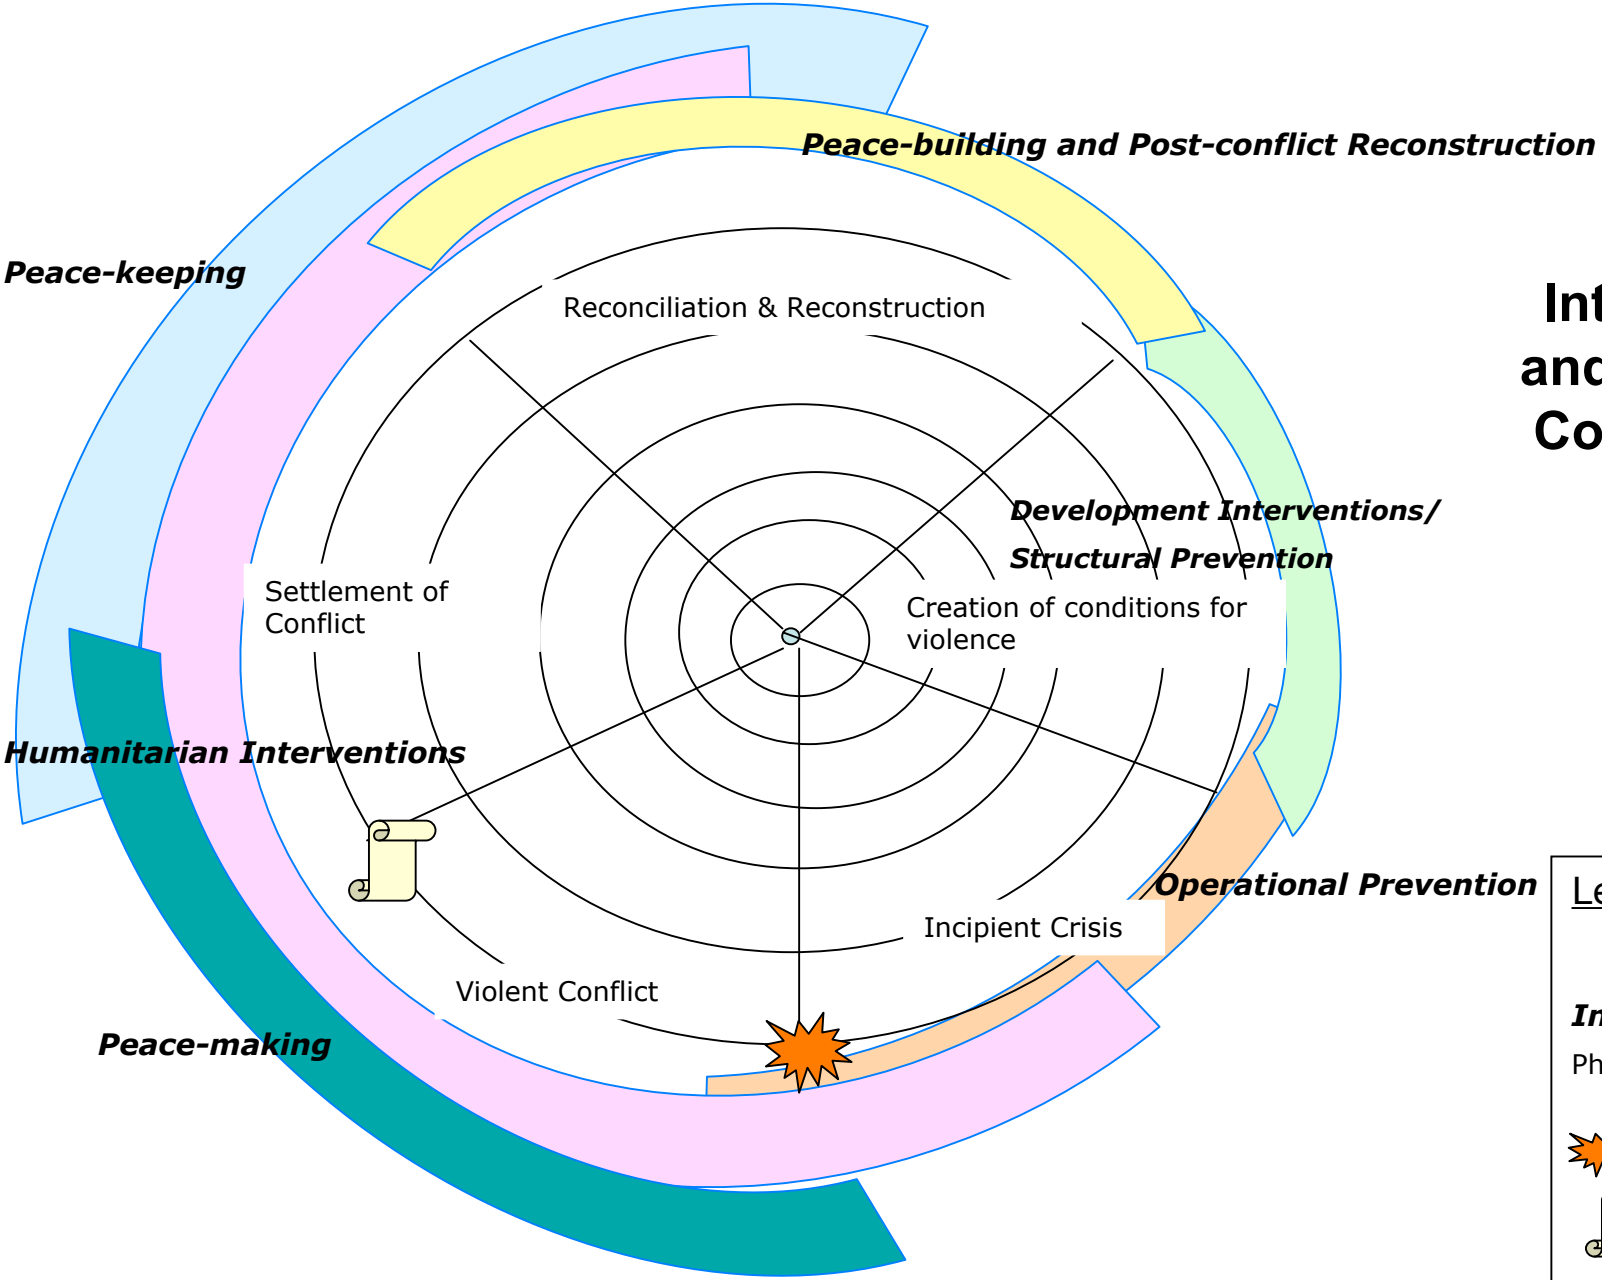 Peace-building and Post-conflict Reconstruction
Peace-keeping
Reconciliation & Reconstruction
Development Interventions/
Structural Prevention
Settlement of
Conflict
Creation of conditions for
violence
Humanitarian Interventions
Operational Prevention
Incipient Crisis
Violent Conflict
Peace-making